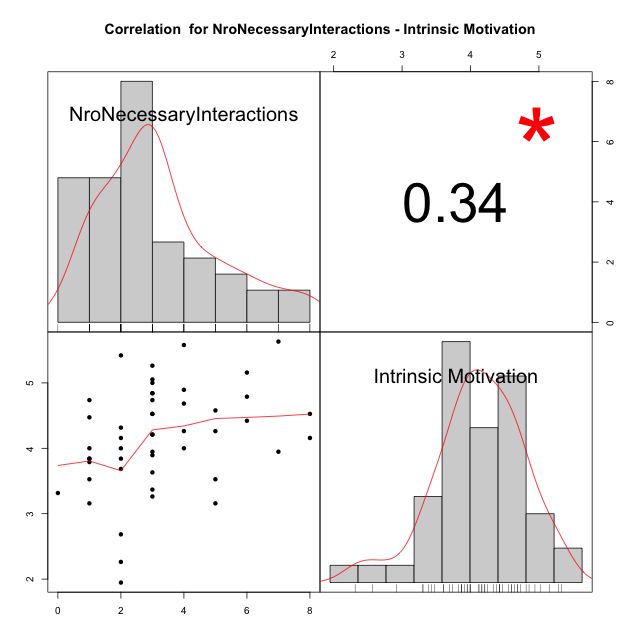 Correlation  for NroNecessaryInteractions - Intrinsic Motivation
2 3 4 5
NroNecessaryInteractions
*
0.34
0 2 4 6 8
Intrinsic Motivation
2 3 4 5
0 2 4 6 8